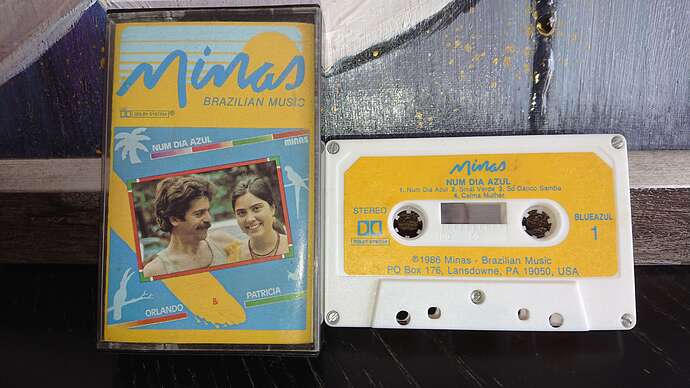 Minas
BRAZILIAN MUSIC
DOLBY SYSTEM ®
NUM DIA AZUL
MINAS
ORLANDO
&
PATRICIA
Minas
NUM DIA AZUL
1. Num Dia Azul 2. Sinal Verde 3. Só Danco Samba
4. Calma Mulher
STEREO
DOLBY SYSTEM
BLUEAZUL
1
℗1986 Minas - Brazilian Music
PO Box 176, Lansdowne, PA 19050, USA